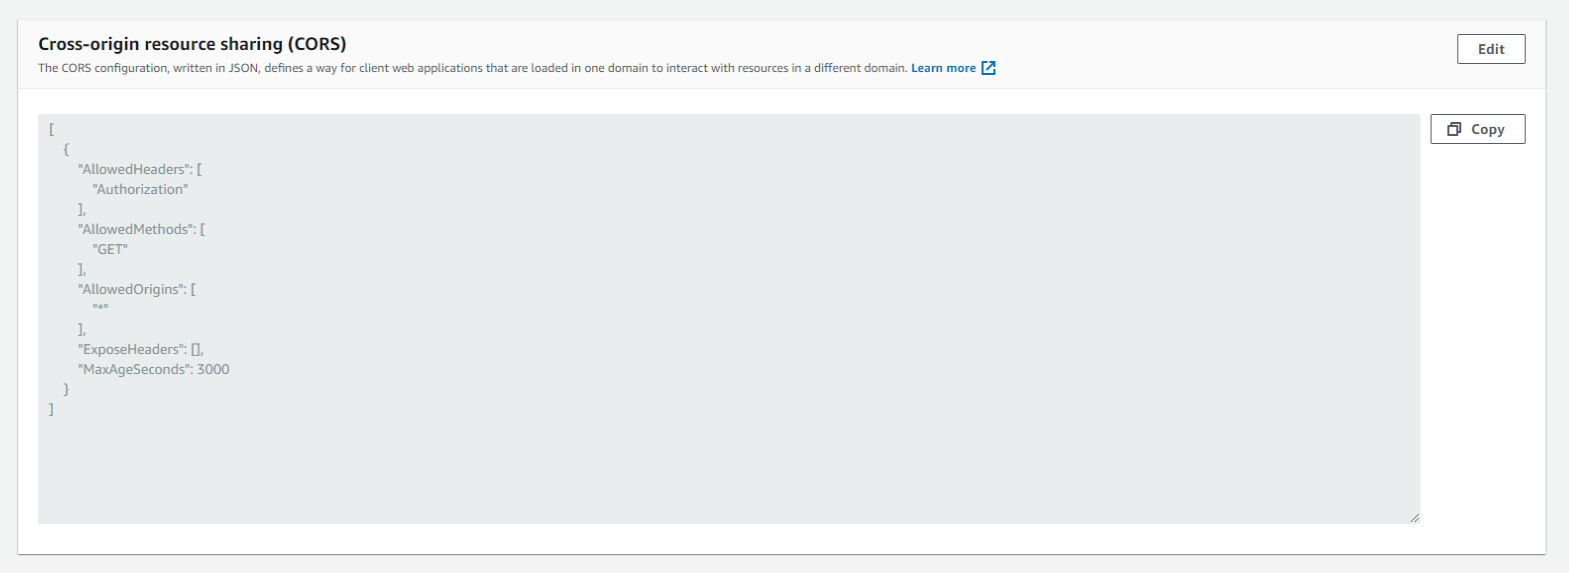 Cross-origin resource sharing (CORS)
Edit
The CORS configuration, written in JSON, defines a way for client web applications that are loaded in one domain to interact with resources in a different domain. Learn more
Copy
[
  {
    "AllowedHeaders": [
      "Authorization"
    ],
    "AllowedMethods": [
      "GET"
    ],
    "AllowedOrigins": [
      "*"
    ],
    "ExposeHeaders": [],
    "MaxAgeSeconds": 3000
  }
]